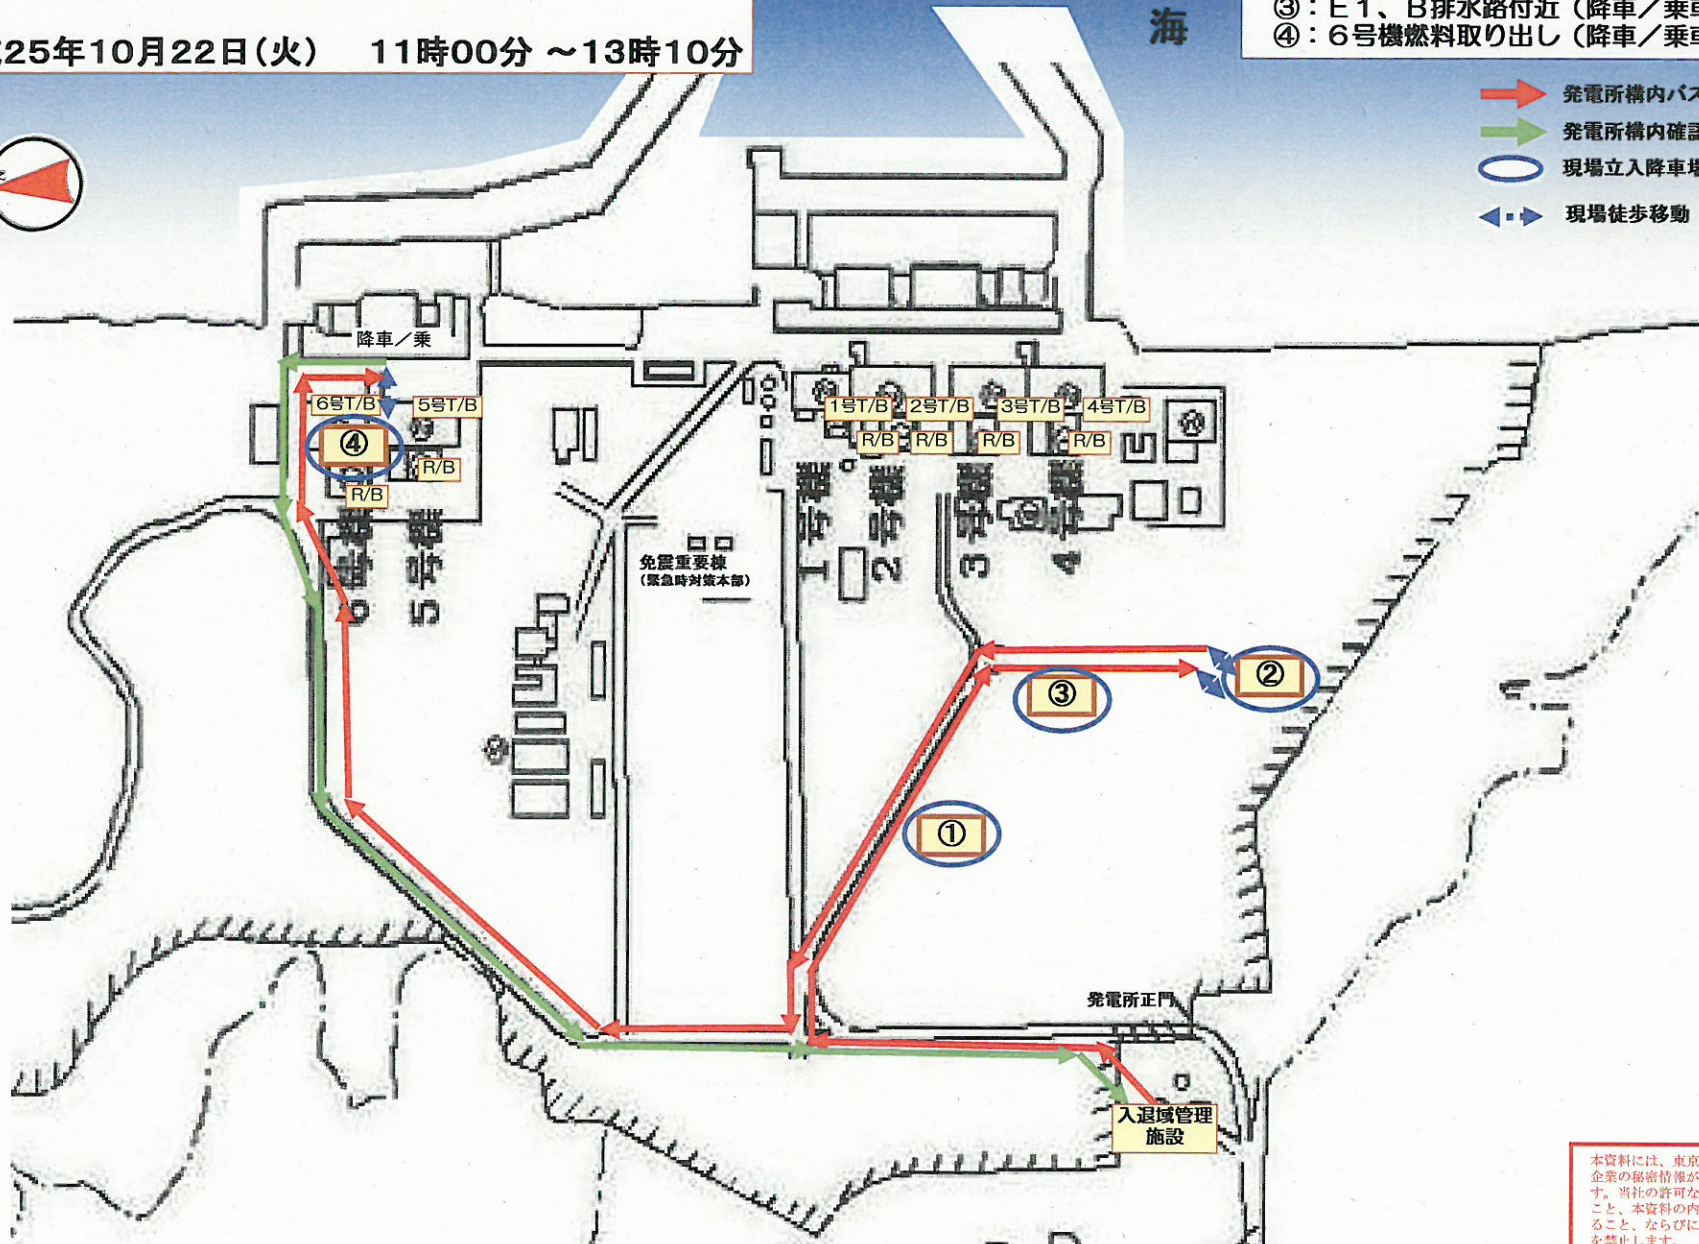 25年10月22日(火) 11時00分 ～13時10分
海
③：E1、B排水路付近（降車／乗車
④：6号機燃料取り出し（降車／乗車
発電所構内バス
発電所構内確認
現場立入降車場
現場徒歩移動
降車／乗
6号T/B
5号T/B
④
R/B
R/B
6号機
5号機
1号T/B
2号T/B
3号T/B
4号T/B
R/B
R/B
R/B
R/B
1号機
2号機
3号機
4号機
免震重要棟
（緊急時対策本部）
②
③
①
発電所正門
入退域管理
施設
本資料には、東京
企業の秘密情報が
す。当社の許可な
こと、本資料の内
ること、ならびに
を禁止します。